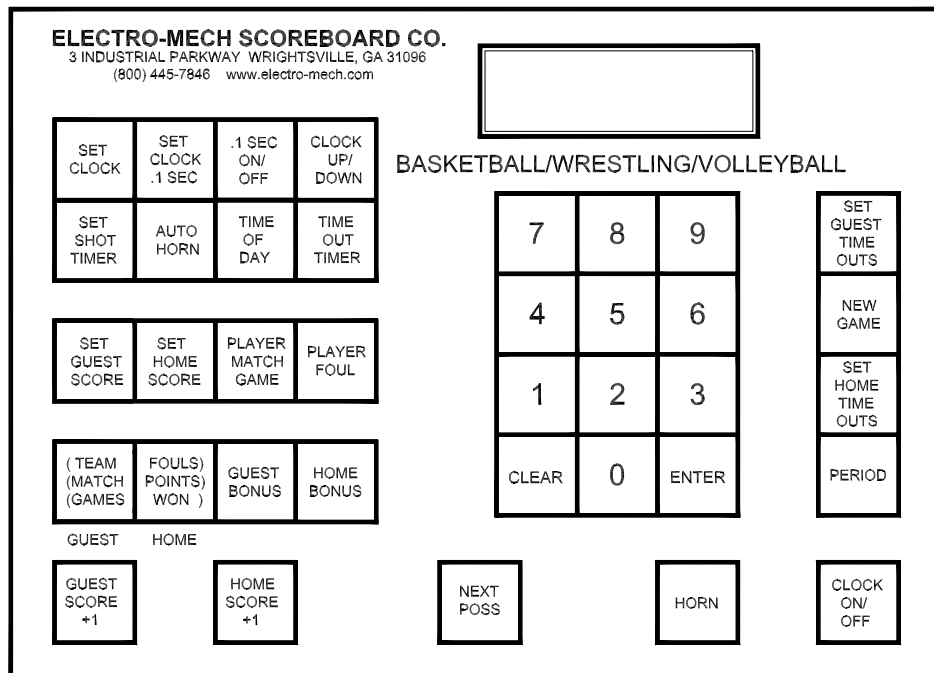 ELECTRO-MECH SCOREBOARD CO.
3 INDUSTRIAL PARKWAY WRIGHTSVILLE, GA 31096
(800) 445-7846 www.electro-mech.com
SET
CLOCK
SET
CLOCK
.1 SEC
.1 SEC
ON/
OFF
CLOCK
UP/
DOWN
SET
SHOT
TIMER
AUTO
HORN
TIME
OF
DAY
TIME
OUT
TIMER
SET
GUEST
SCORE
SET
HOME
SCORE
PLAYER
MATCH
GAME
PLAYER
FOUL
( TEAM
(MATCH
(GAMES
FOULS)
POINTS)
WON )
GUEST
BONUS
HOME
BONUS
GUEST
HOME
BASKETBALL/WRESTLING/VOLLEYBALL
7
8
9
4
5
6
1
2
3
CLEAR
0
ENTER
SET
GUEST
TIME
OUTS
NEW
GAME
SET
HOME
TIME
OUTS
PERIOD
GUEST
SCORE
+1
HOME
SCORE
+1
NEXT
POSS
HORN
CLOCK
ON/
OFF